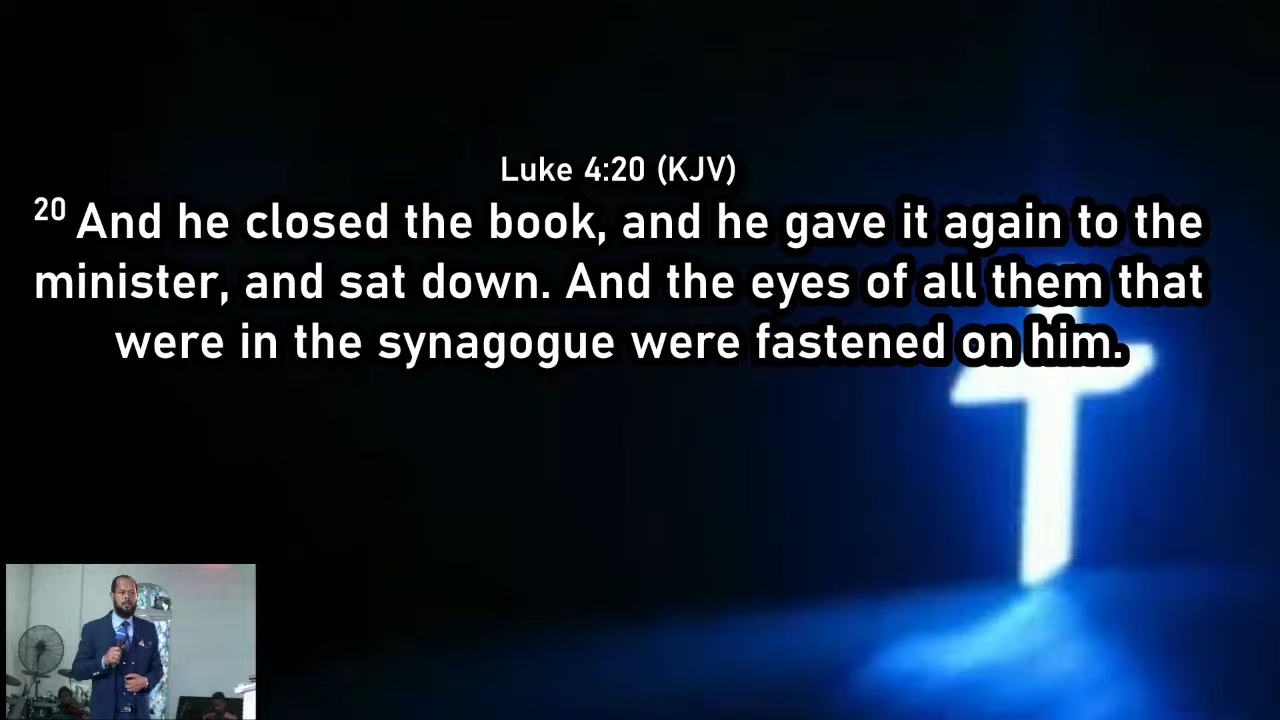 Luke 4:20 (KJV)
20 And he closed the book, and he gave it again to the
minister, and sat down. And the eyes of all them that
were in the synagogue were fastened on him.